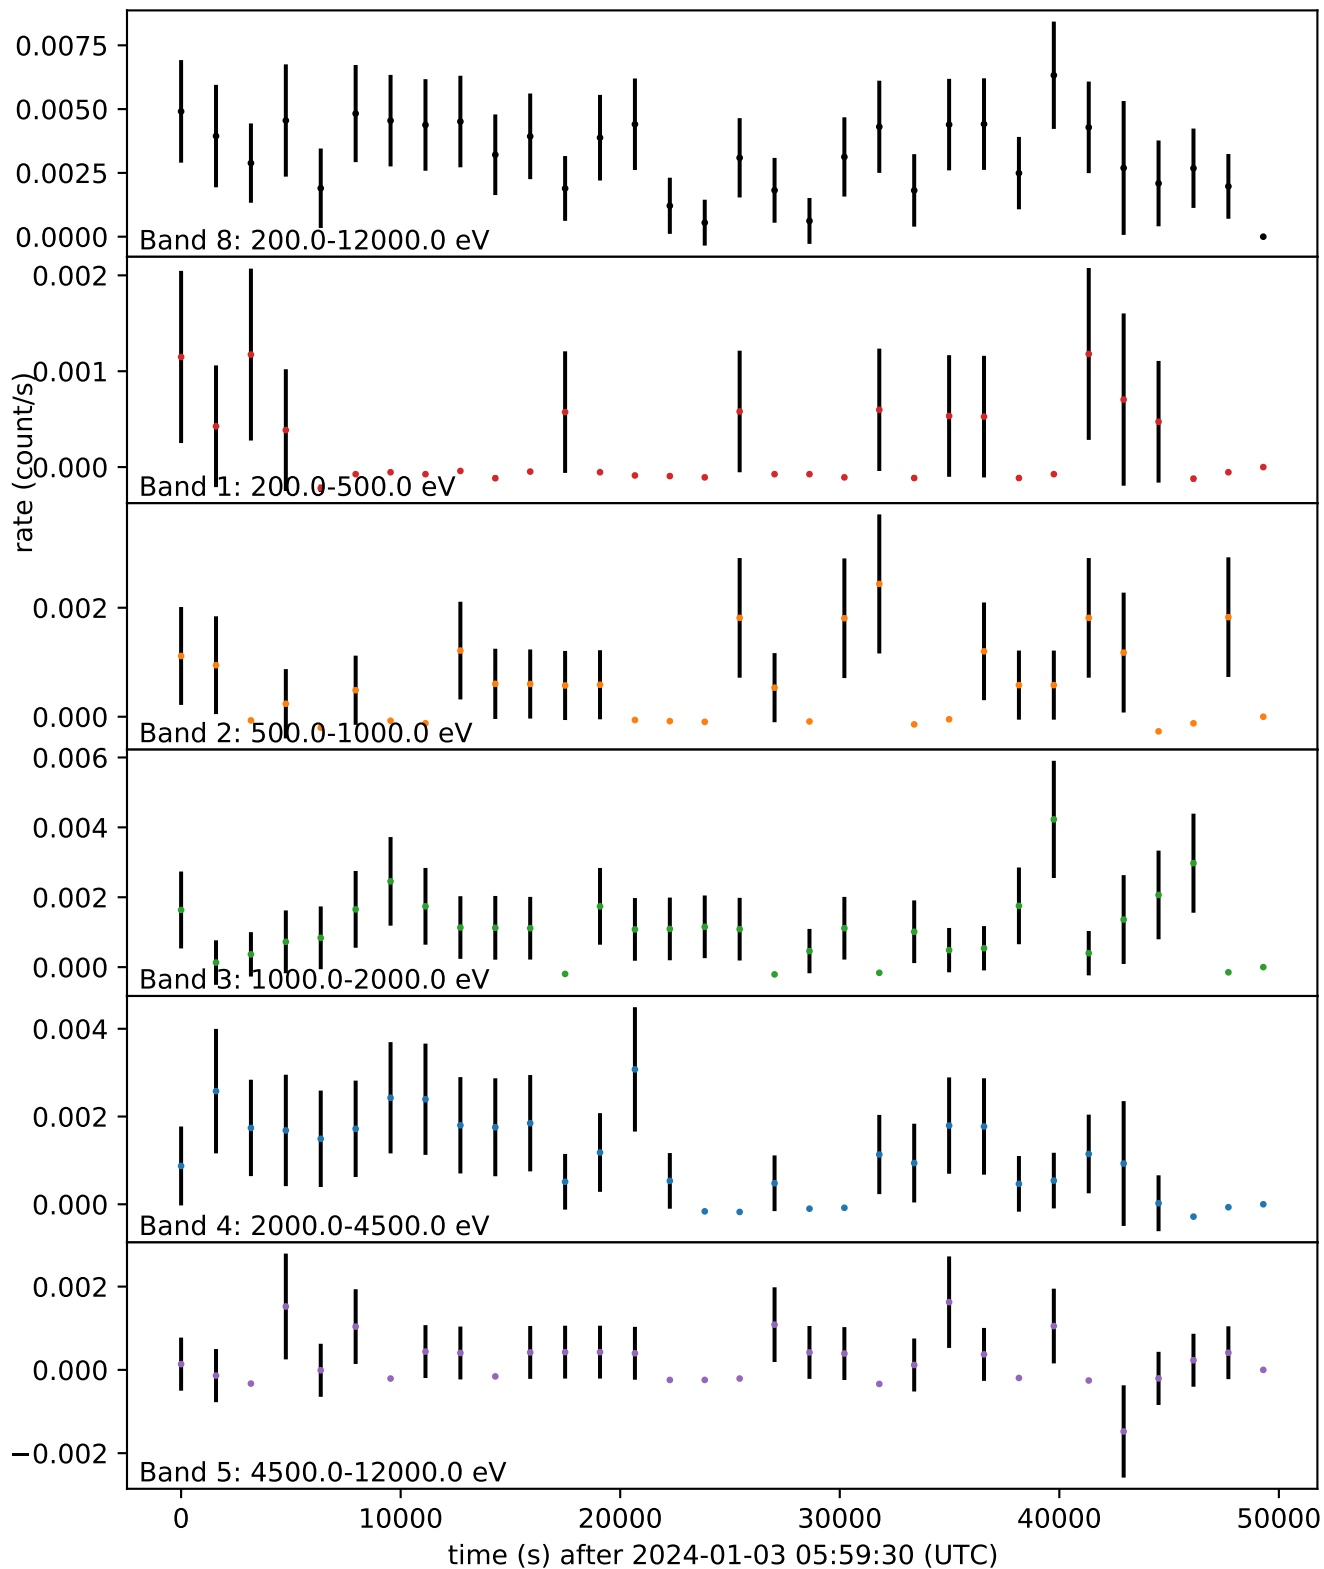 0.0075
0.0050
0.0025
0.0000
Band 8: 200.0-12000.0 eV
0.002
0.001
0.000
Band 1: 200.0-500.0 eV
rate (count/s)
0.002
0.000
Band 2: 500.0-1000.0 eV
0.006
0.004
0.002
0.000
Band 3: 1000.0-2000.0 eV
0.004
0.002
0.000
Band 4: 2000.0-4500.0 eV
0.002
0.000
−0.002
Band 5: 4500.0-12000.0 eV
0 10000 20000 30000 40000 50000
time (s) after 2024-01-03 05:59:30 (UTC)